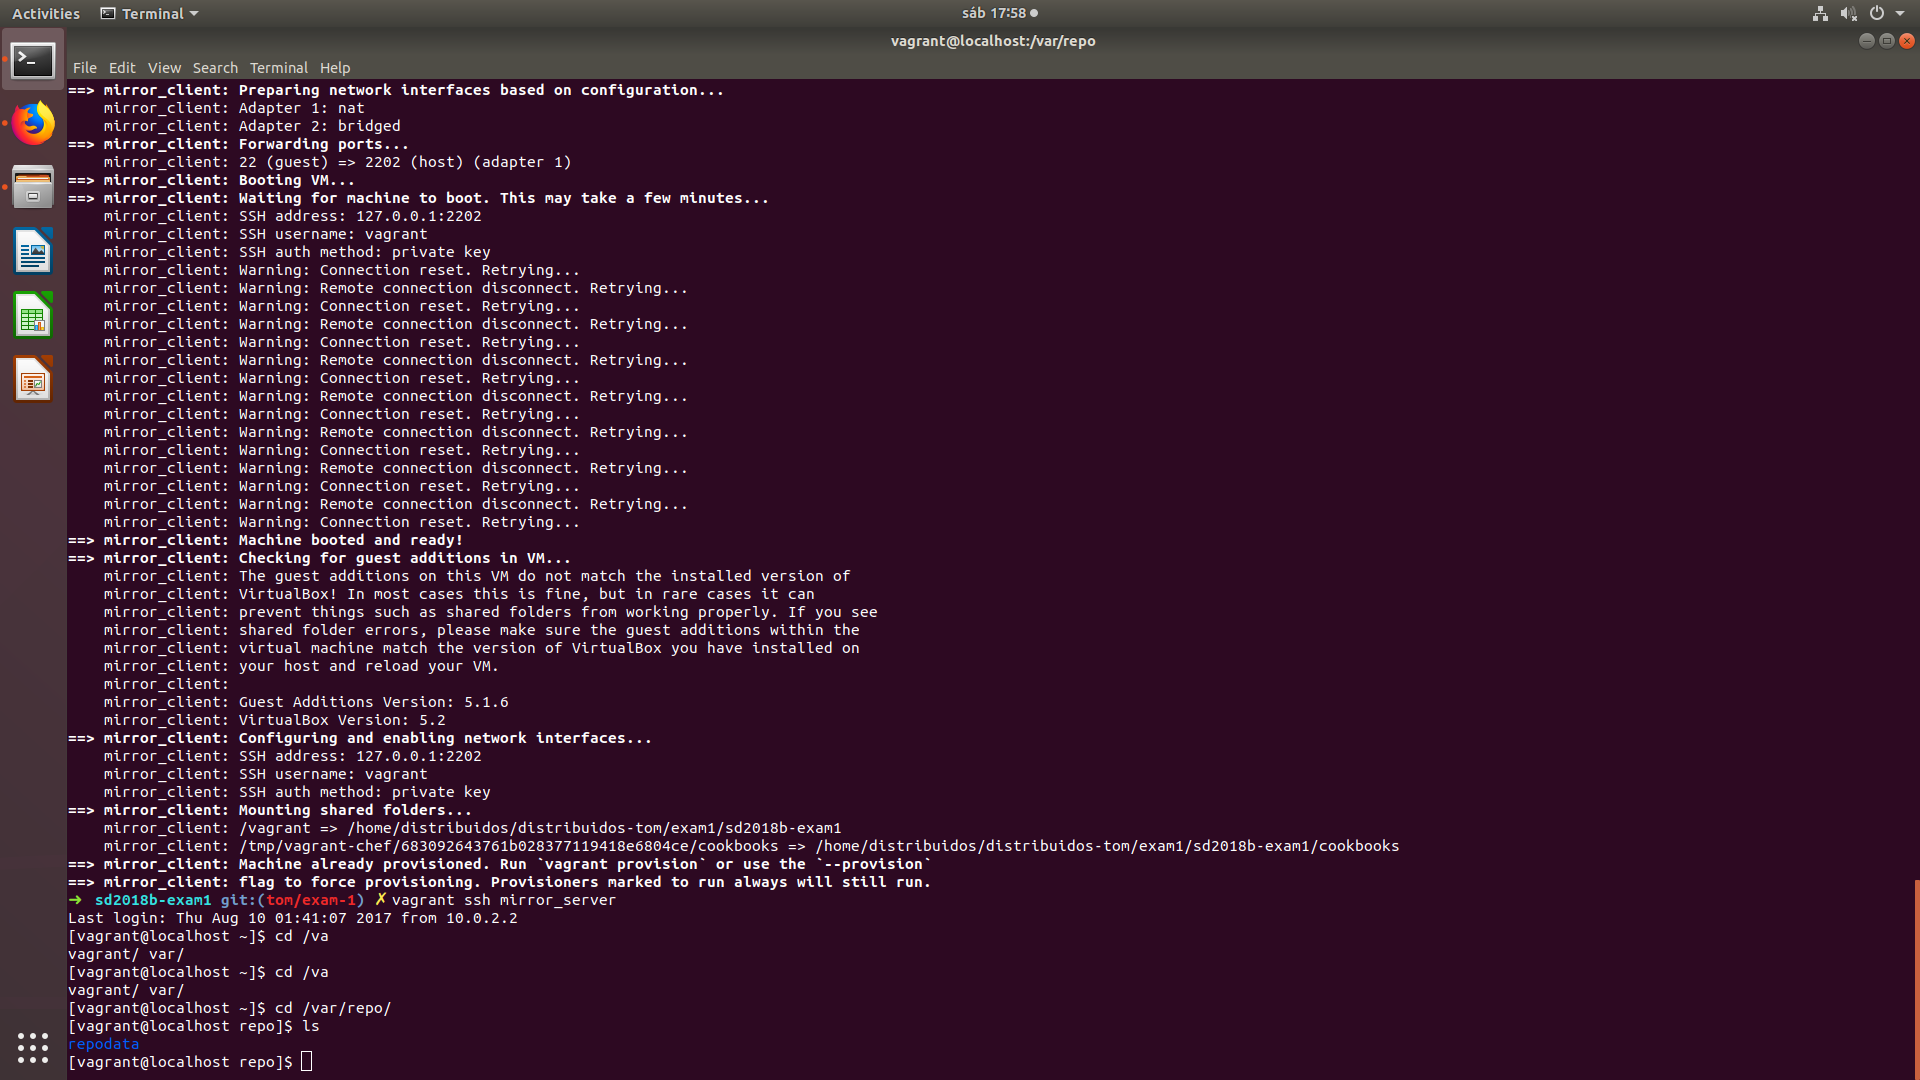 Activities
Terminal
sáb 17:58
vagrant@localhost:/var/repo
File Edit View Search Terminal Help
==> mirror_client: Preparing network interfaces based on configuration...
    mirror_client: Adapter 1: nat
    mirror_client: Adapter 2: bridged
==> mirror_client: Forwarding ports...
    mirror_client: 22 (guest) => 2202 (host) (adapter 1)
==> mirror_client: Booting VM...
==> mirror_client: Waiting for machine to boot. This may take a few minutes...
    mirror_client: SSH address: 127.0.0.1:2202
    mirror_client: SSH username: vagrant
    mirror_client: SSH auth method: private key
    mirror_client: Warning: Connection reset. Retrying...
    mirror_client: Warning: Remote connection disconnect. Retrying...
    mirror_client: Warning: Connection reset. Retrying...
    mirror_client: Warning: Remote connection disconnect. Retrying...
    mirror_client: Warning: Connection reset. Retrying...
    mirror_client: Warning: Remote connection disconnect. Retrying...
    mirror_client: Warning: Connection reset. Retrying...
    mirror_client: Warning: Remote connection disconnect. Retrying...
    mirror_client: Warning: Connection reset. Retrying...
    mirror_client: Warning: Remote connection disconnect. Retrying...
    mirror_client: Warning: Connection reset. Retrying...
    mirror_client: Warning: Remote connection disconnect. Retrying...
    mirror_client: Warning: Connection reset. Retrying...
    mirror_client: Warning: Remote connection disconnect. Retrying...
    mirror_client: Warning: Connection reset. Retrying...
==> mirror_client: Machine booted and ready!
==> mirror_client: Checking for guest additions in VM...
    mirror_client: The guest additions on this VM do not match the installed version of
    mirror_client: VirtualBox! In most cases this is fine, but in rare cases it can
    mirror_client: prevent things such as shared folders from working properly. If you see
    mirror_client: shared folder errors, please make sure the guest additions within the
    mirror_client: virtual machine match the version of VirtualBox you have installed on
    mirror_client: your host and reload your VM.
    mirror_client:
    mirror_client: Guest Additions Version: 5.1.6
    mirror_client: VirtualBox Version: 5.2
==> mirror_client: Configuring and enabling network interfaces...
    mirror_client: SSH address: 127.0.0.1:2202
    mirror_client: SSH username: vagrant
    mirror_client: SSH auth method: private key
==> mirror_client: Mounting shared folders...
    mirror_client: /vagrant => /home/distribuidos/distribuidos-tom/exam1/sd2018b-exam1
    mirror_client: /tmp/vagrant-chef/683092643761b028377119418e6804ce/cookbooks => /home/distribuidos/distribuidos-tom/exam1/sd2018b-exam1/cookbooks
==> mirror_client: Machine already provisioned. Run `vagrant provision` or use the `--provision`
==> mirror_client: flag to force provisioning. Provisioners marked to run always will still run.
➜  sd2018b-exam1 git:(tom/exam-1) ✗ vagrant ssh mirror_server
Last login: Thu Aug 10 01:41:07 2017 from 10.0.2.2
[vagrant@localhost ~]$ cd /va
vagrant/ var/
[vagrant@localhost ~]$ cd /va
vagrant/ var/
[vagrant@localhost ~]$ cd /var/repo/
[vagrant@localhost repo]$ ls
repodata
[vagrant@localhost repo]$